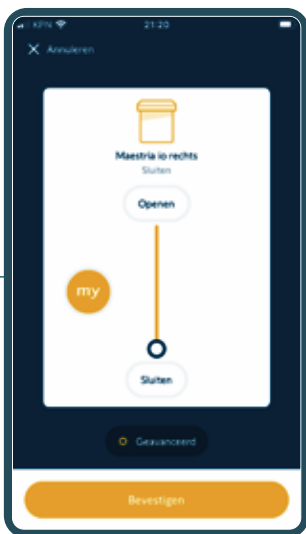 KPN 21:20
Annuleren
Maestria io rechts
Sluiten
Openen
my
Sluiten
Geavanceerd
Bevestigen